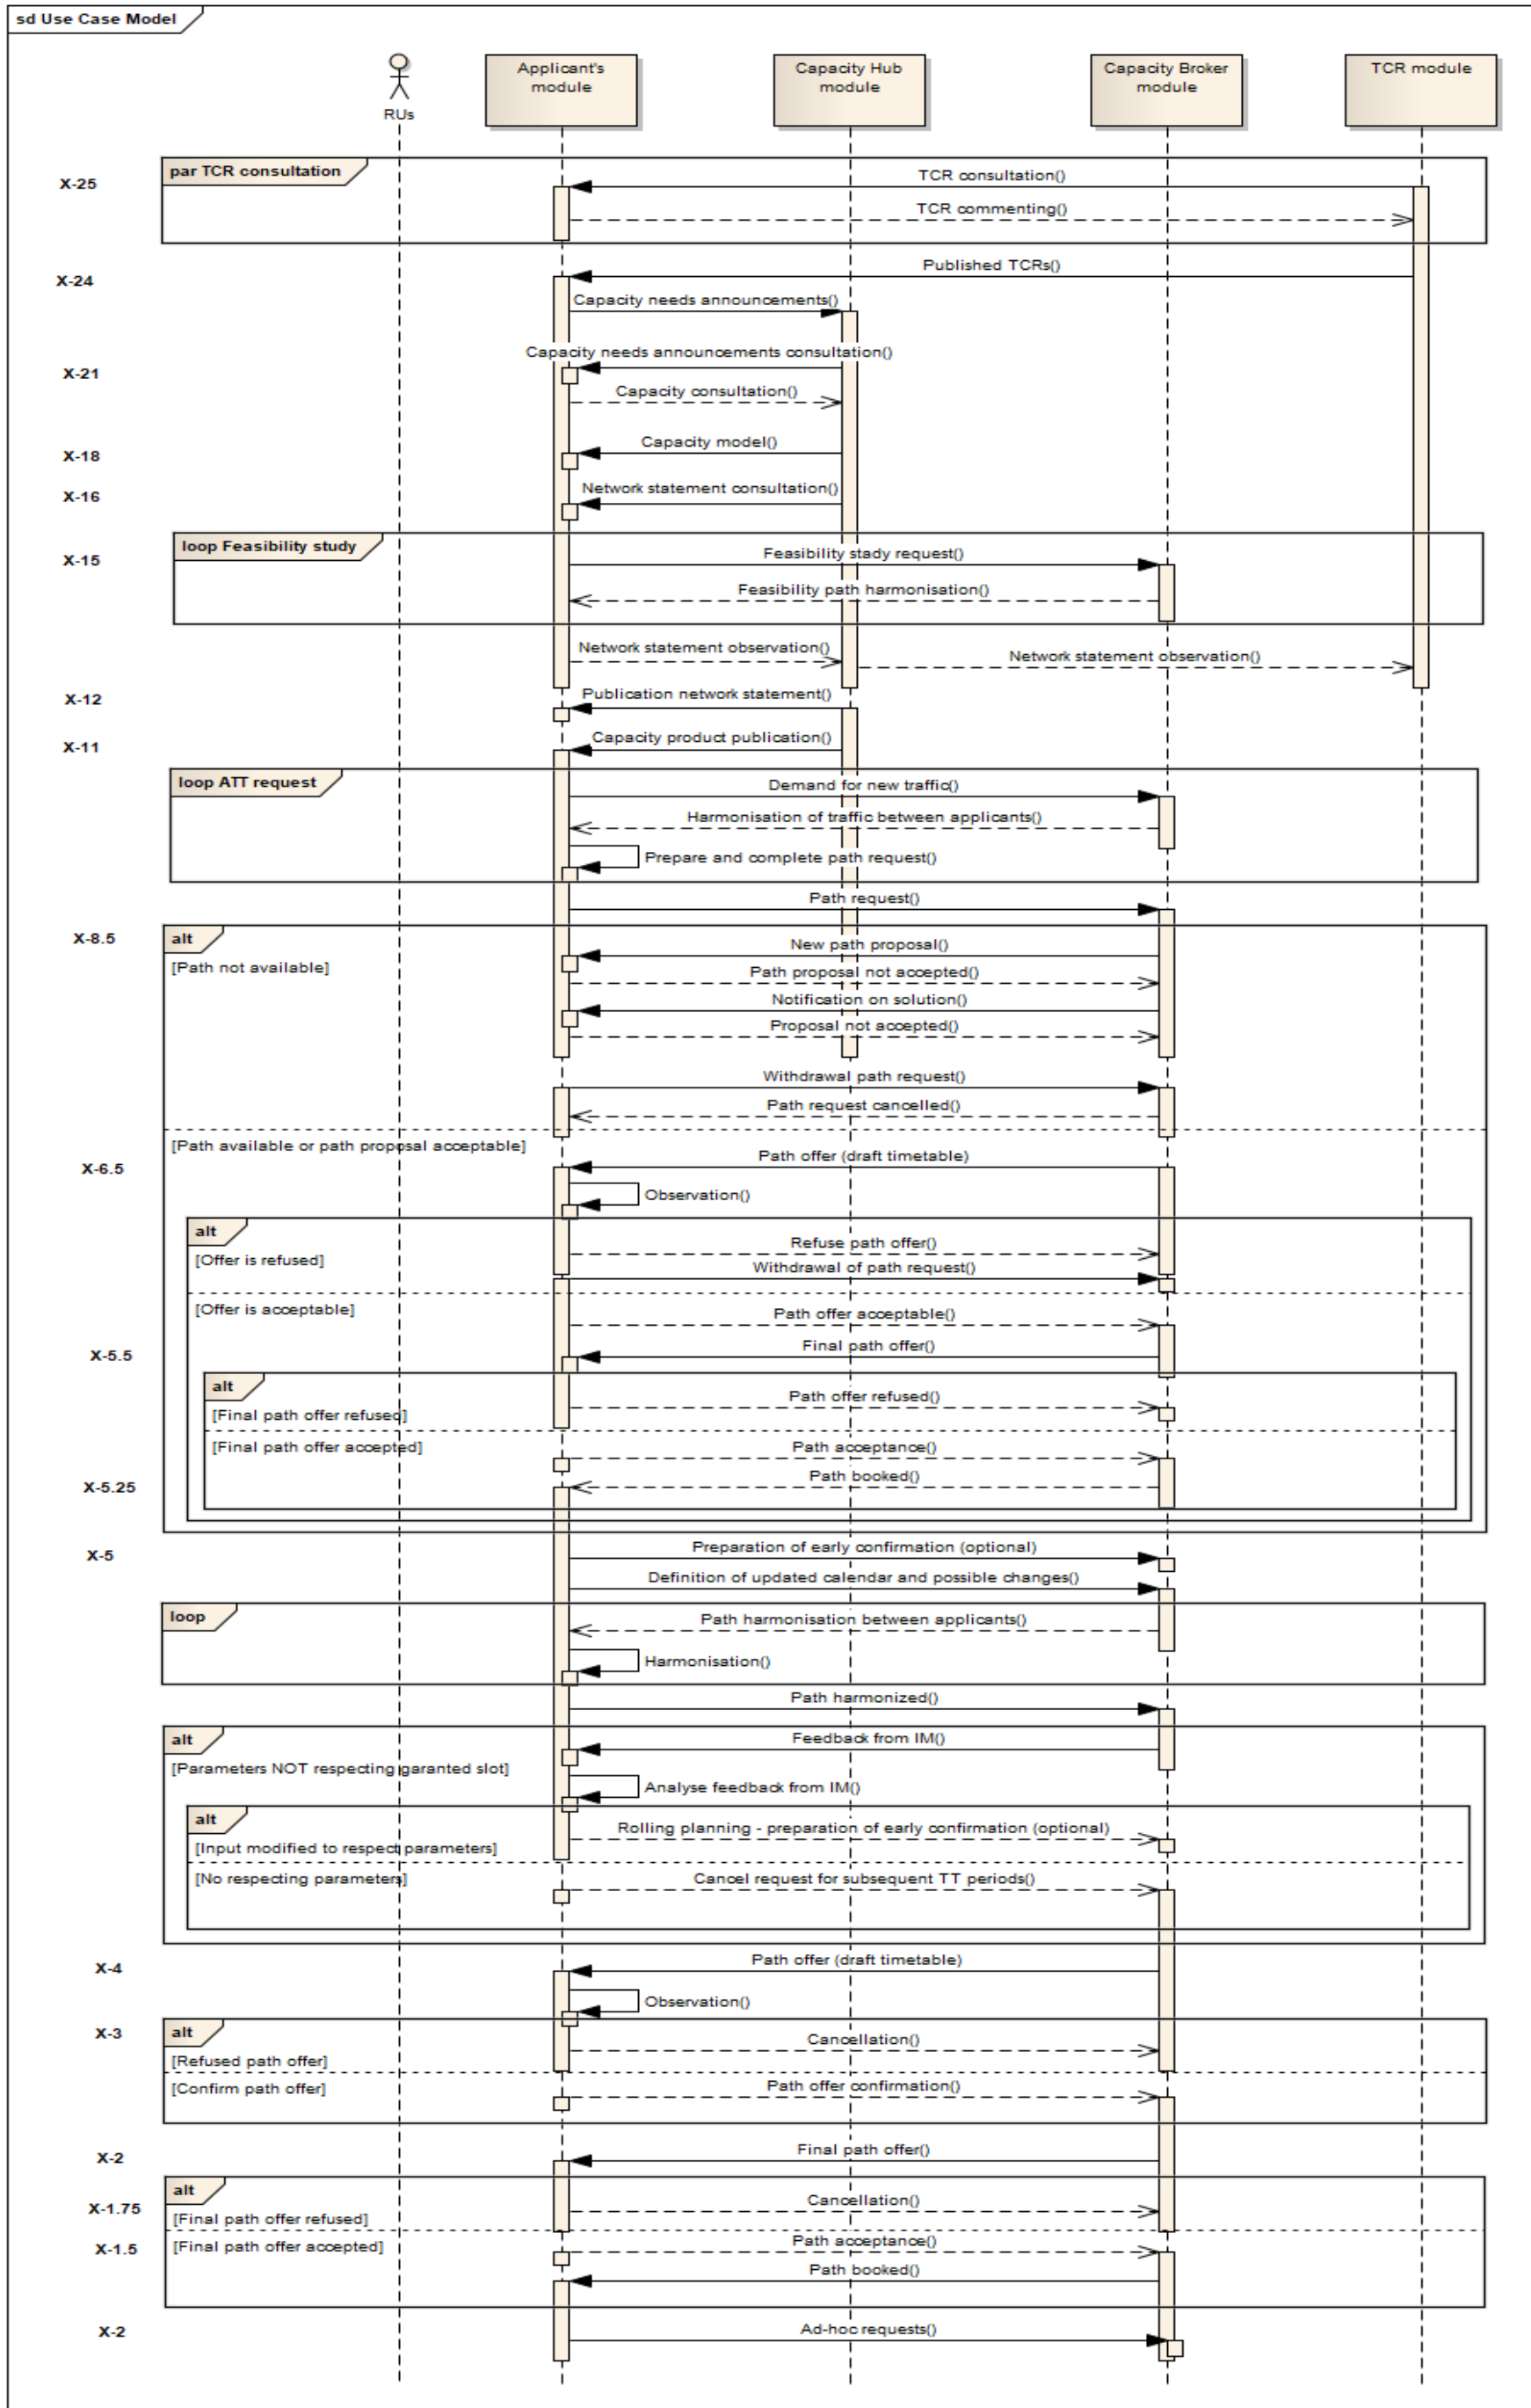 sd Use Case Model
RUs
Applicant's
module
Capacity Hub
module
Capacity Broker
module
TCR module
par TCR consultation
X-25
TCR consultation()
TCR commenting()
Published TCRs()
X-24
Capacity needs announcements()
Capacity needs announcements consultation()
X-21
Capacity consultation()
Capacity model()
X-18
Network statement consultation()
X-16
loop Feasibility study
X-15
Feasibility stady request()
Feasibility path harmonisation()
Network statement observation()
Network statement observation()
Publication network statement()
X-12
Capacity product publication()
X-11
loop ATT request
Demand for new traffic()
Harmonisation of traffic between applicants()
Prepare and complete path request()
Path request()
X-8.5
alt
[Path not available]
New path proposal()
Path proposal not accepted()
Notification on solution()
Proposal not accepted()
Withdrawal path request()
Path request cancelled()
[Path available or path proposal acceptable]
X-6.5
Path offer (draft timetable)
Observation()
alt
[Offer is refused]
Refuse path offer()
Withdrawal of path request()
[Offer is acceptable]
Path offer acceptable()
X-5.5
Final path offer()
alt
[Final path offer refused]
Path offer refused()
[Final path offer accepted]
Path acceptance()
Path booked()
X-5.25
X-5
Preparation of early confirmation (optional)
Definition of updated calendar and possible changes()
loop
Path harmonisation between applicants()
Harmonisation()
Path harmonized()
alt
[Parameters NOT respecting garanted slot]
Feedback from IM()
Analyse feedback from IM()
alt
[Input modified to respect parameters]
Rolling planning - preparation of early confirmation (optional)
[No respecting parameters]
Cancel request for subsequent TT periods()
X-4
Path offer (draft timetable)
Observation()
X-3
alt
[Refused path offer]
Cancellation()
[Confirm path offer]
Path offer confirmation()
X-2
Final path offer()
alt
X-1.75
[Final path offer refused]
Cancellation()
X-1.5
[Final path offer accepted]
Path acceptance()
Path booked()
X-2
Ad-hoc requests()